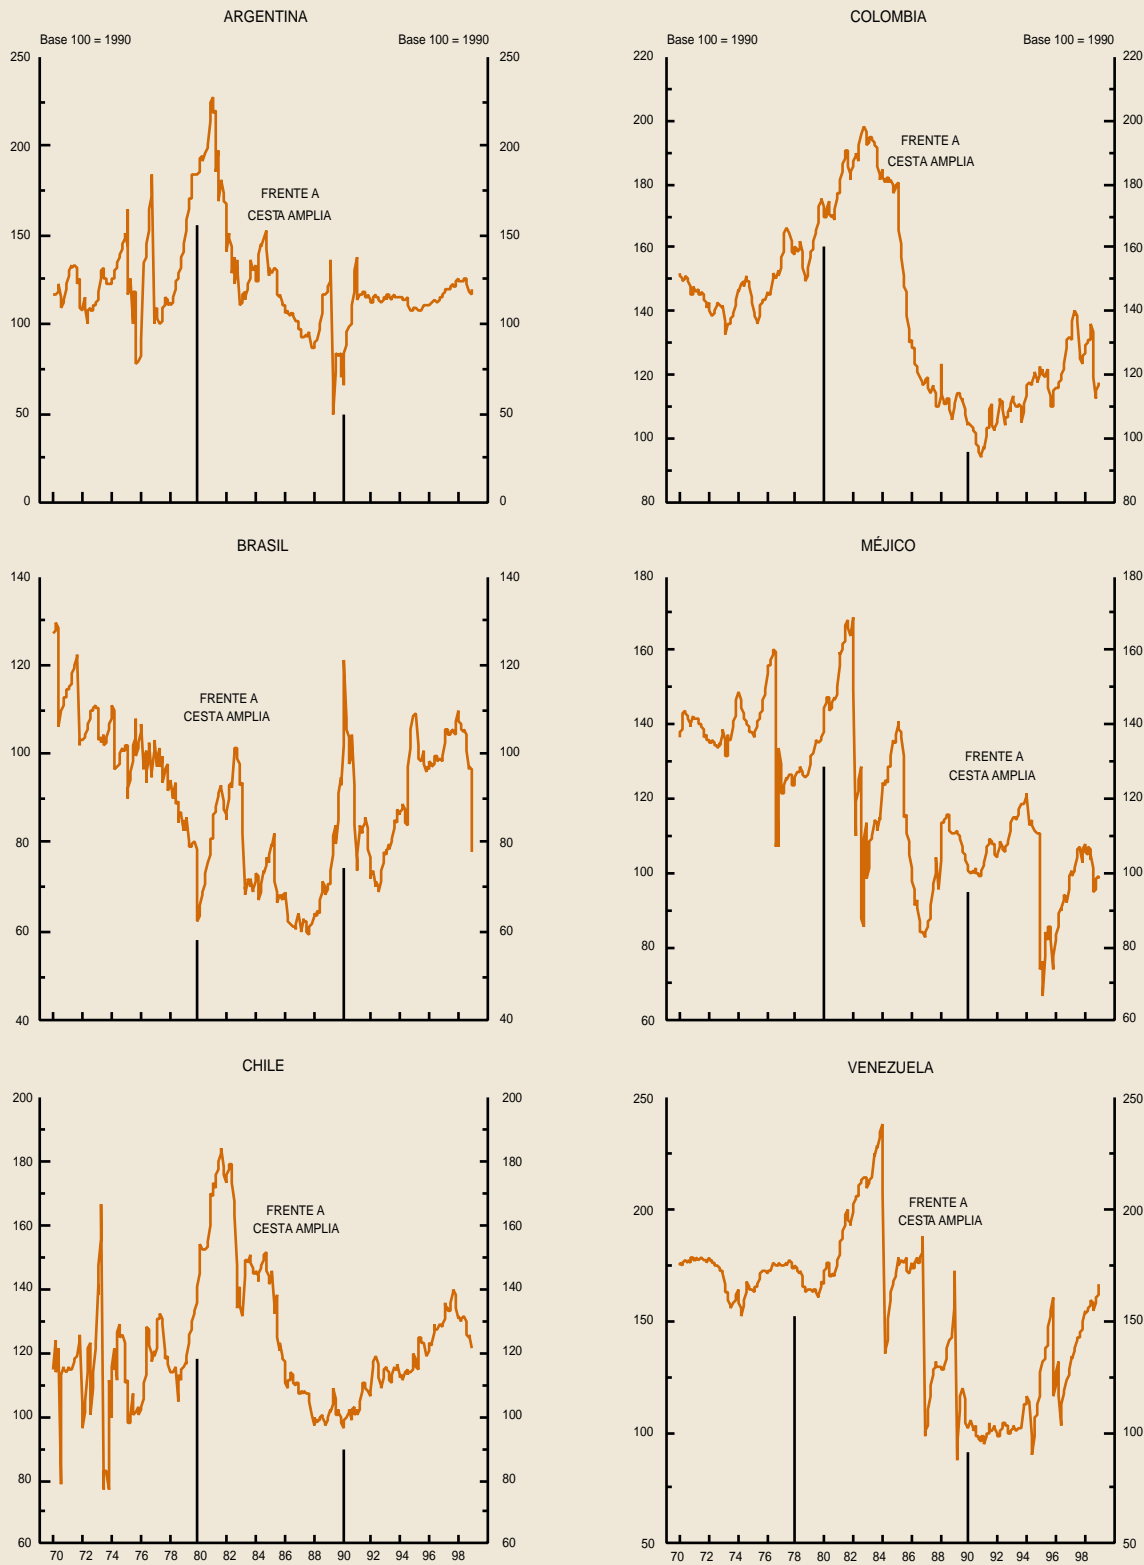 ARGENTINA
Base 100 = 1990 Base 100 = 1990
250 250
200 200
150 150
100 100
50 50
0 0
FRENTE A
CESTA AMPLIA
COLOMBIA
Base 100 = 1990 Base 100 = 1990
220 220
200 200
180 180
160 160
140 140
120 120
100 100
80 80
FRENTE A
CESTA AMPLIA
BRASIL
140 140
120 120
100 100
80 80
60 60
40 40
FRENTE A
CESTA AMPLIA
MÉJICO
180 180
160 160
140 140
120 120
100 100
80 80
60 60
FRENTE A
CESTA AMPLIA
CHILE
200 200
180 180
160 160
140 140
120 120
100 100
80 80
60 60
FRENTE A
CESTA AMPLIA
70 72 74 76 78 80 82 84 86 88 90 92 94 96 98
VENEZUELA
250 250
200 200
150 150
100 100
50 50
FRENTE A
CESTA AMPLIA
70 72 74 76 78 80 82 84 86 88 90 92 94 96 98